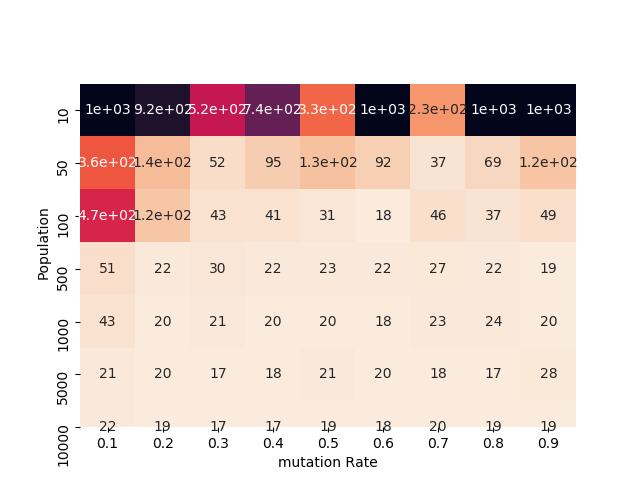 10 1e+03 9.2e+02 5.2e+02 7.4e+02 3.3e+02 1e+03 2.3e+02 1e+03 1e+03
50 3.6e+02 1.4e+02 52 95 1.3e+02 92 37 69 1.2e+02
100 4.7e+02 1.2e+02 43 41 31 18 46 37 49
Population
500 51 22 30 22 23 22 27 22 19
1000 43 20 21 20 20 18 23 24 20
5000 21 20 17 18 21 20 18 17 28
10000 22 19 17 17 19 18 20 19 19
0.1 0.2 0.3 0.4 0.5 0.6 0.7 0.8 0.9
mutation Rate